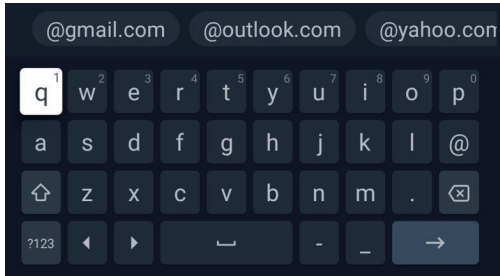 @gmail.com @outlook.com @yahoo.com
q 1 w 2 e 3 r 4 t 5 y 6 u 7 i 8 o 9 p 0
a s d f g h j k l @
z x c v b n m .
?123 - _